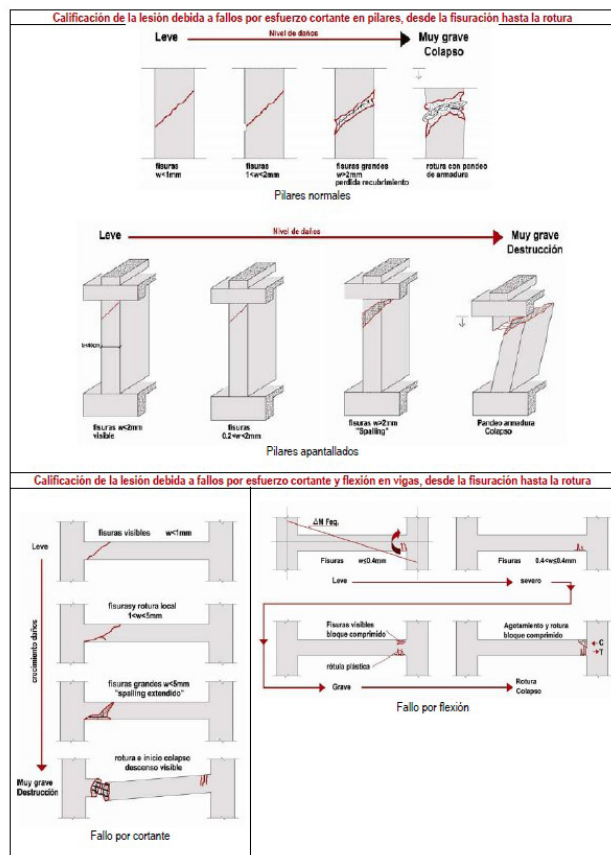 Calificación de la lesión debida a fallos por esfuerzo cortante en pilares, desde la fisuración hasta la rotura
Leve
Nivel de daños
Muy grave
Colapso
fisuras
w<1mm
fisuras
1<w<2mm
fisuras grandes
w>2mm
perdida recubrimiento
rotura con pandeo
de armadura
Pilares normales
Leve
Nivel de daños
Muy grave
Destrucción
fisuras w<2mm
visible
fisuras
0.2<w<2mm
fisuras w>2mm
"Spalling"
Pandeo armadura
Colapso
Pilares apantallados
Calificación de la lesión debida a fallos por esfuerzo cortante y flexión en vigas, desde la fisuración hasta la rotura
fisuras visibles w<1mm
Leve
fisurasy rotura local
1<w<5mm
crecimiento daños
fisuras grandes w<5mm
"spalling extendido"
rotura e inicio colapso
descenso visible
Muy grave
Destrucción
Fallo por cortante
ΔN Feq.
Fisuras w≤0.4mm
Fisuras 0.4<w≤0.4mm
Leve
severo
Fisuras visibles
bloque comprimido
rótula plástica
Agotamiento y rotura
bloque comprimido
C
T
Grave
Rotura
Colapso
Fallo por flexión